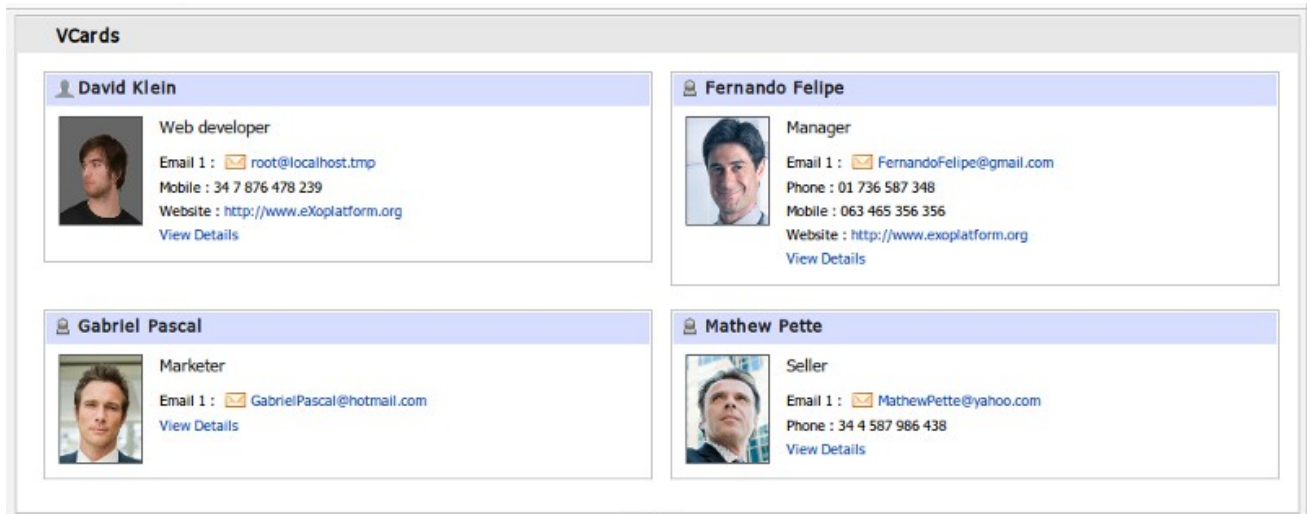 VCards
David Klein
Web developer
Email 1 : root@localhost.tmp
Mobile : 34 7 876 478 239
Website : http://www.eXoplatform.org
View Details
Fernando Felipe
Manager
Email 1 : FernandoFelipe@gmail.com
Phone : 01 736 587 348
Mobile : 063 465 356 356
Website : http://www.exoplatform.org
View Details
Gabriel Pascal
Marketer
Email 1 : GabrielPascal@hotmail.com
View Details
Mathew Pette
Seller
Email 1 : MathewPette@yahoo.com
Phone : 34 4 587 986 438
View Details